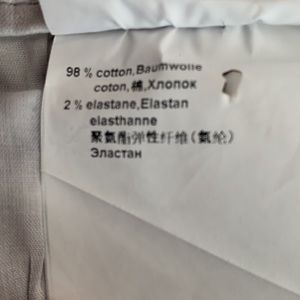 98 % cotton,Baumwolle
coton,棉,Хлопок
2 % elastane,Elastan
elasthanne
聚氨酯弹性纤维(氨纶)
Эластан